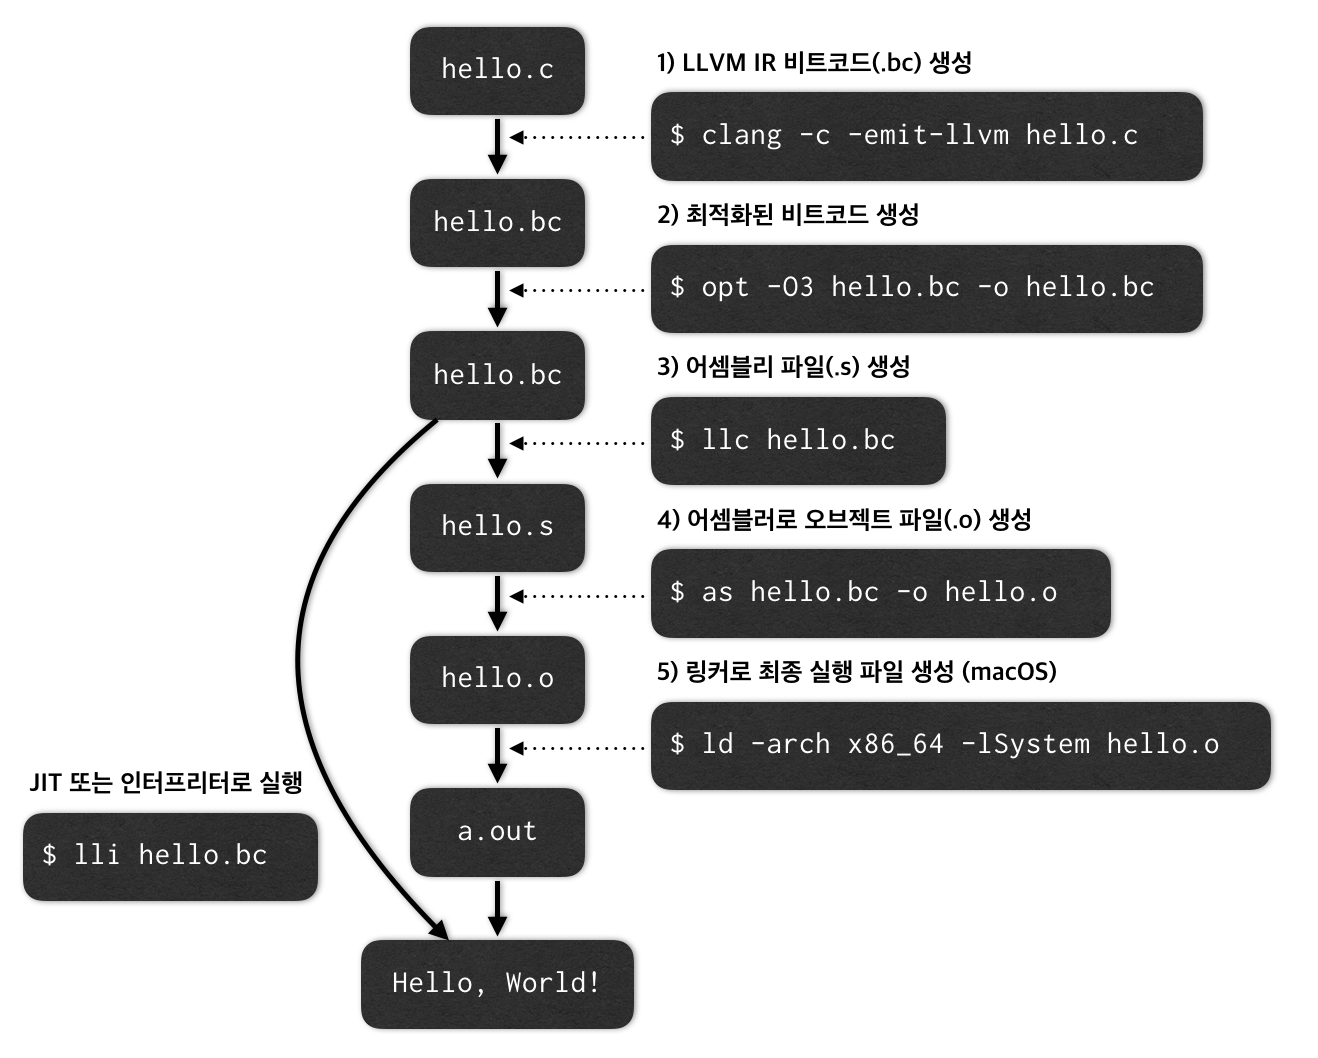 hello.c
1) LLVM IR 비트코드(.bc) 생성
$ clang -c -emit-llvm hello.c
hello.bc
2) 최적화된 비트코드 생성
$ opt -O3 hello.bc -o hello.bc
hello.bc
3) 어셈블리 파일(.s) 생성
$ llc hello.bc
hello.s
4) 어셈블러로 오브젝트 파일(.o) 생성
$ as hello.bc -o hello.o
hello.o
5) 링커로 최종 실행 파일 생성 (macOS)
$ ld -arch x86_64 -lSystem hello.o
a.out
JIT 또는 인터프리터로 실행
$ lli hello.bc
Hello, World!